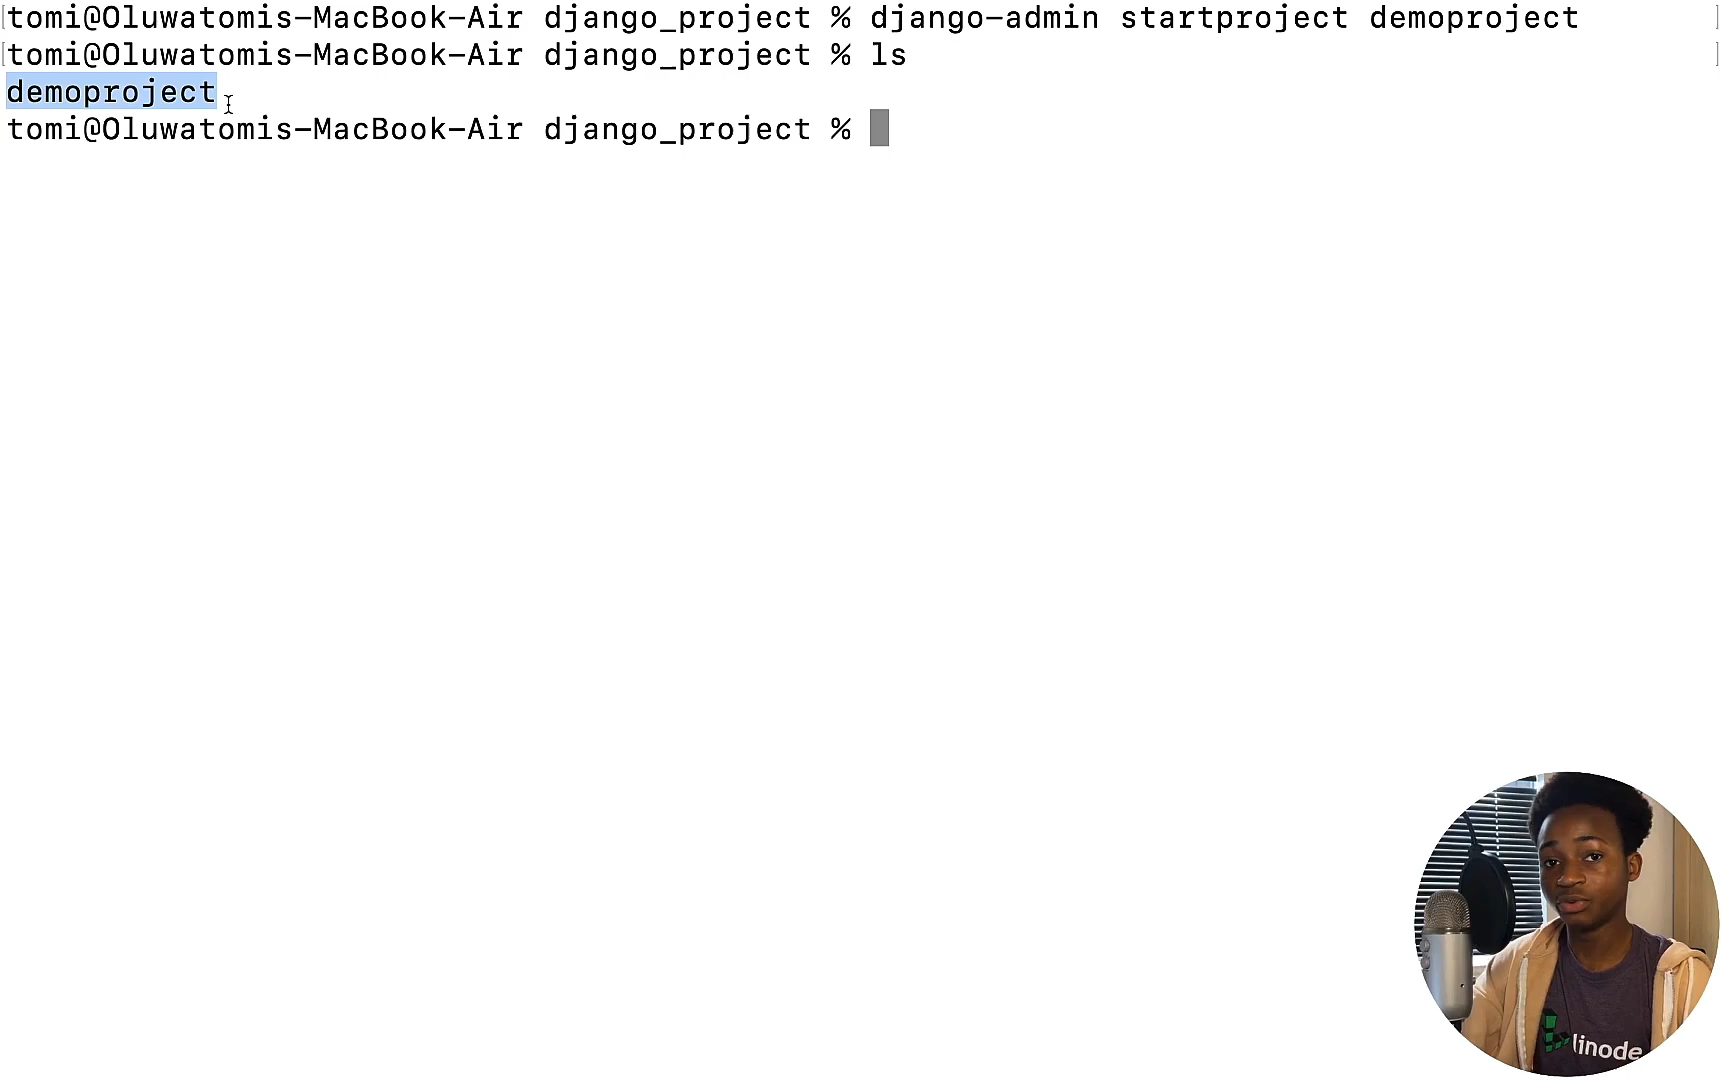 tomi@Oluwatomis-MacBook-Air django_project % django-admin startproject demoproject
tomi@Oluwatomis-MacBook-Air django_project % ls
demoproject
tomi@Oluwatomis-MacBook-Air django_project %
linode